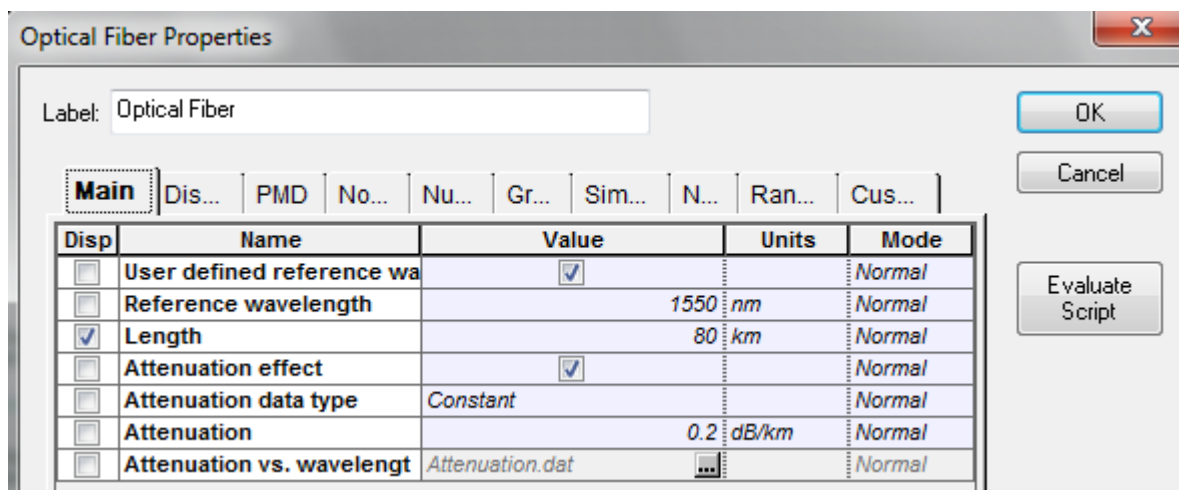 Optical Fiber Properties
Label: Optical Fiber
OK
Cancel
Main Dis... PMD No... Nu... Gr... Sim... N... Ran... Cus...
Disp Name Value Units Mode
User defined reference wa Normal
Reference wavelength 1550 nm Normal
Length 80 km Normal
Attenuation effect Normal
Attenuation data type Constant Normal
Attenuation 0.2 dB/km Normal
Attenuation vs. wavelengt Attenuation.dat ... Normal
Evaluate
Script